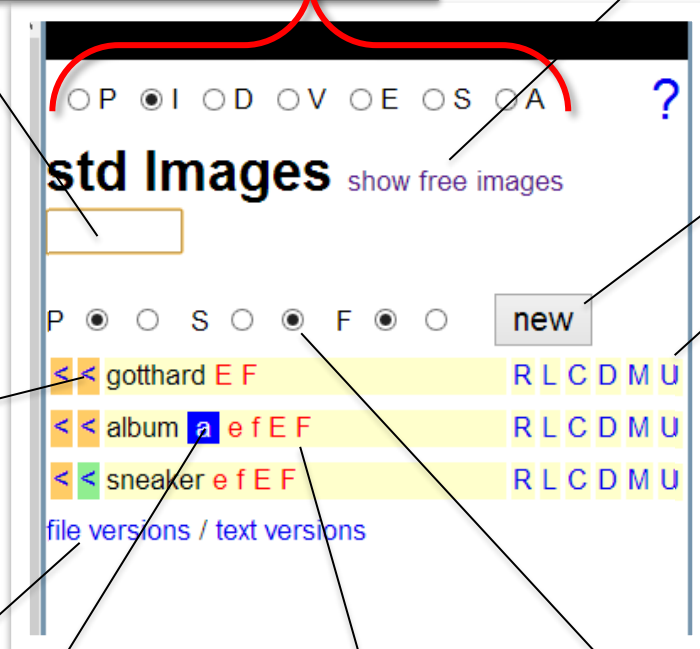 P I D V E S A ?
std Images show free images
P S F new
< < gotthard E F R L C D M U
< < album a e f E F R L C D M U
< < sneaker e f E F R L C D M U
file versions / text versions